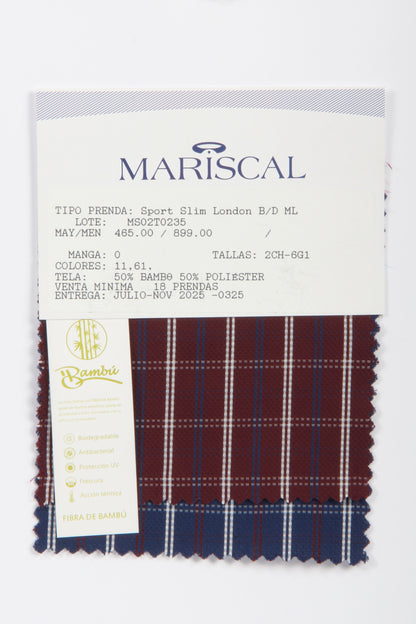 MARISCAL
TIPO PRENDA: Sport Slim London B/D ML
LOTE: MS02T0235
MAY/MEN 465.00 / 899.00 /
MANGA: 0 TALLAS: 2CH-6G1
COLORES: 11,61,
TELA: 50% BAMB0 50% POLIÉSTER
VENTA MINIMA 18 PRENDAS
ENTREGA: JULIO-NOV 2025 -0325
Bambú
Biodegradable
Antibacterial
Protección UV
Frescura
Acción térmica
FIBRA DE BAMBÚ